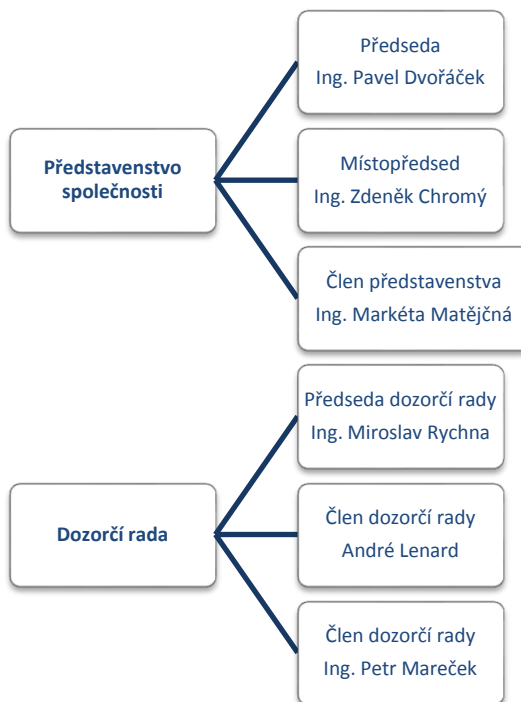 Představenstvo
společnosti
Předseda
Ing. Pavel Dvořáček
Místopředsed
Ing. Zdeněk Chromý
Člen představenstva
Ing. Markéta Matějčná
Dozorčí rada
Předseda dozorčí rady
Ing. Miroslav Rychna
Člen dozorčí rady
André Lenard
Člen dozorčí rady
Ing. Petr Mareček